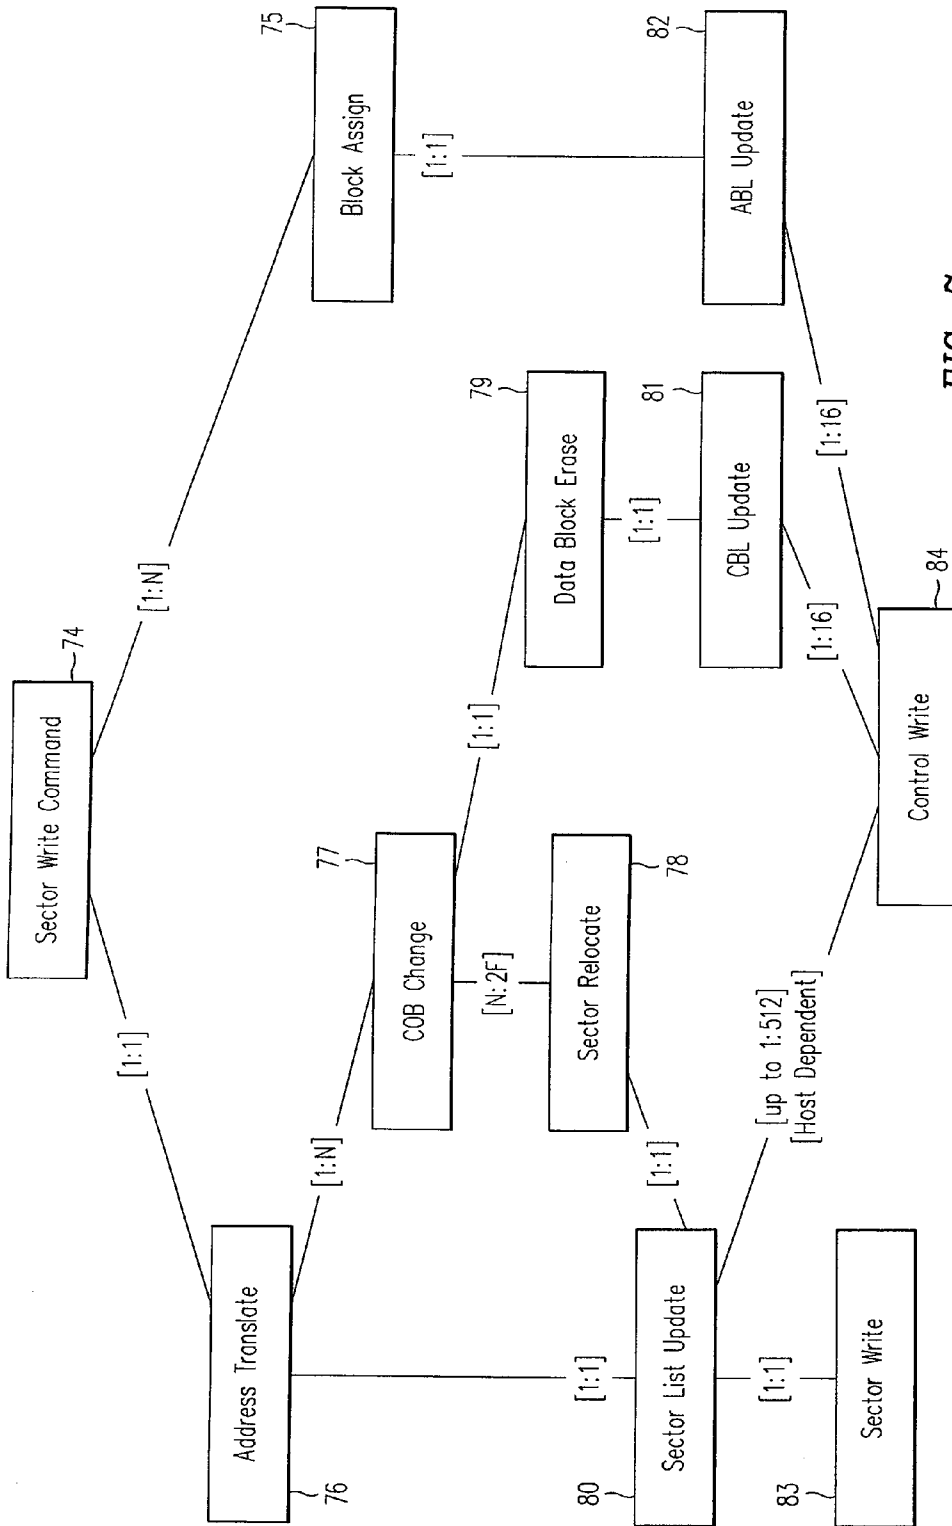 Sector Write Command
74
[1:1]
[1:N]
Address Translate
76
Block Assign
75
[1:N]
COB Change
77
[1:1]
[N:2F]
[1:1]
Data Block Erase
79
Sector Relocate
78
[1:1]
[1:1]
[1:1]
Sector List Update
80
CBL Update
81
ABL Update
82
[1:1]
[up to 1:512]
[Host Dependent]
[1:16]
[1:16]
Sector Write
83
Control Write
84